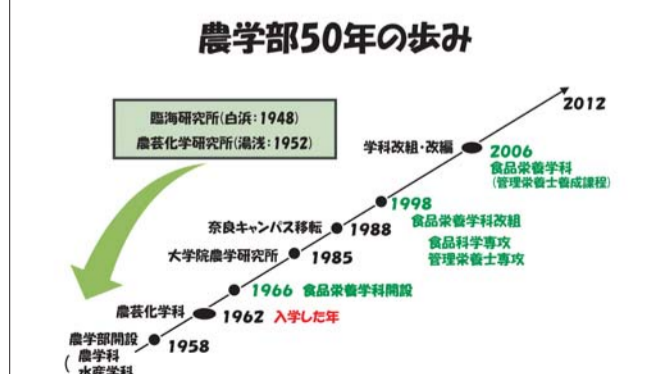 農学部50年の歩み
臨海研究所(白浜:1948)
農芸化学研究所(湯浅:1952)
2012
学科改組・改編
2006
食品栄養学科
(管理栄養士養成課程)
1998
食品栄養学科改組
食品科学専攻
管理栄養士専攻
奈良キャンパス移転
1988
大学院農学研究所
1985
1966 食品栄養学科開設
農芸化学科
1962 入学した年
農学部開設
1958
(農学科
水産学科